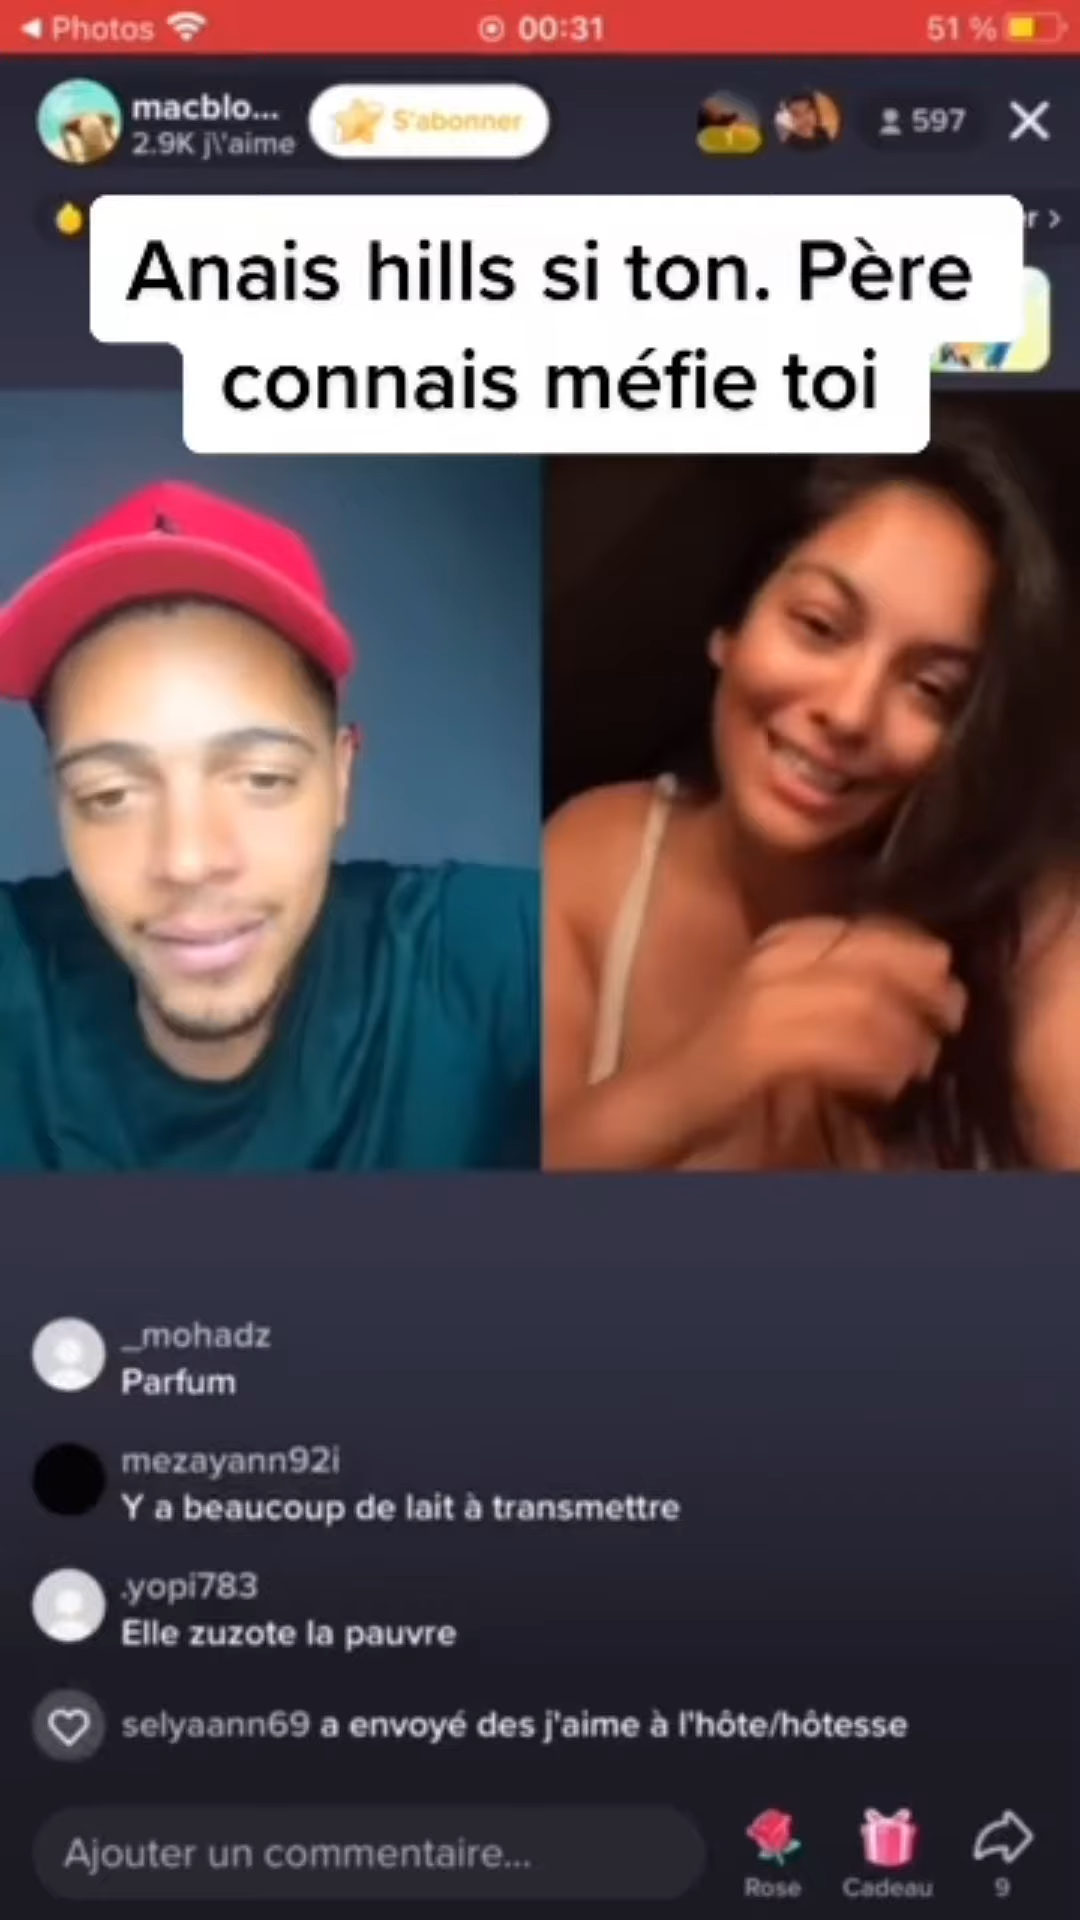 Photos
00:31
51 %
macblo...
2.9K j\'aime
S'abonner
597
r >
Anais hills si ton. Père
connais méfie toi
_mohadz
Parfum
mezayann92i
Y a beaucoup de lait à transmettre
.yopi783
Elle zuzote la pauvre
selyaann69 a envoyé des j'aime à l'hôte/hôtesse
Ajouter un commentaire...
Rose
Cadeau
9